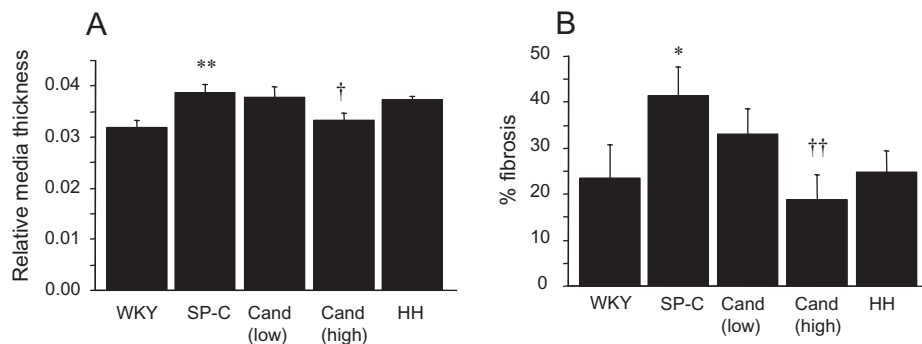 A
Relative media thickness
0.04
0.03
0.02
0.01
0.00
**
†
WKY
SP-C
Cand
(low)
Cand
(high)
HH
B
% fibrosis
50
40
30
20
10
0
*
††
WKY
SP-C
Cand
(low)
Cand
(high)
HH